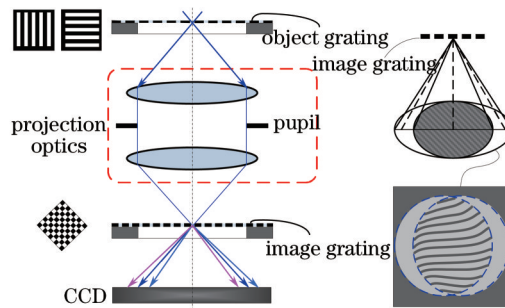 object grating
image grating
projection
optics
pupil
image grating
CCD